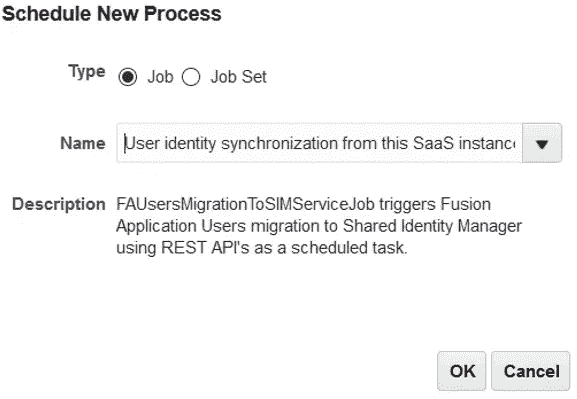 Schedule New Process
Type Job Job Set
Name User identity synchronization from this SaaS instanc
Description FAUsersMigrationToSIMServiceJob triggers Fusion
Application Users migration to Shared Identity Manager
using REST API's as a scheduled task.
OK Cancel